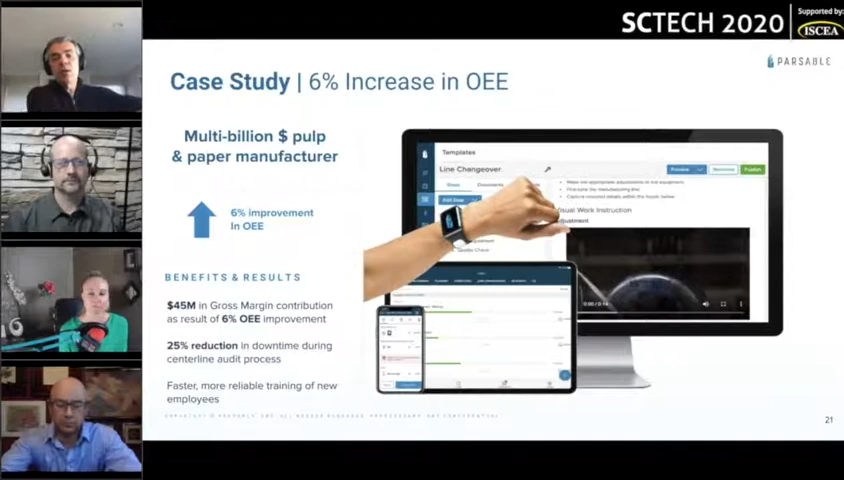 SCTECH 2020
Supported by:
ISCEA
PARSABLE
Case Study | 6% Increase in OEE
Multi-billion $ pulp
& paper manufacturer
6% improvement
In OEE
BENEFITS & RESULTS
$45M in Gross Margin contribution
as result of 6% OEE improvement
25% reduction in downtime during
centerline audit process
Faster, more reliable training of new
employees
Templates
Line Changeover
Preview
Publish
Documents
Visual Work Instruction
21